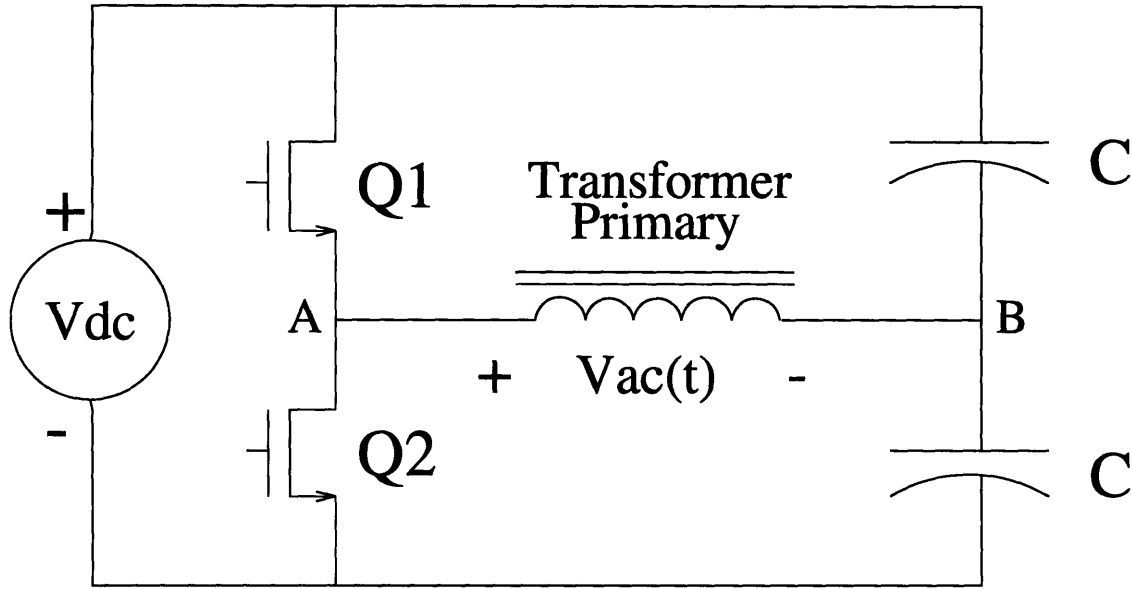 Q1
C
Transformer
Primary
+
Vdc
-
A
B
+ Vac(t) -
Q2
C